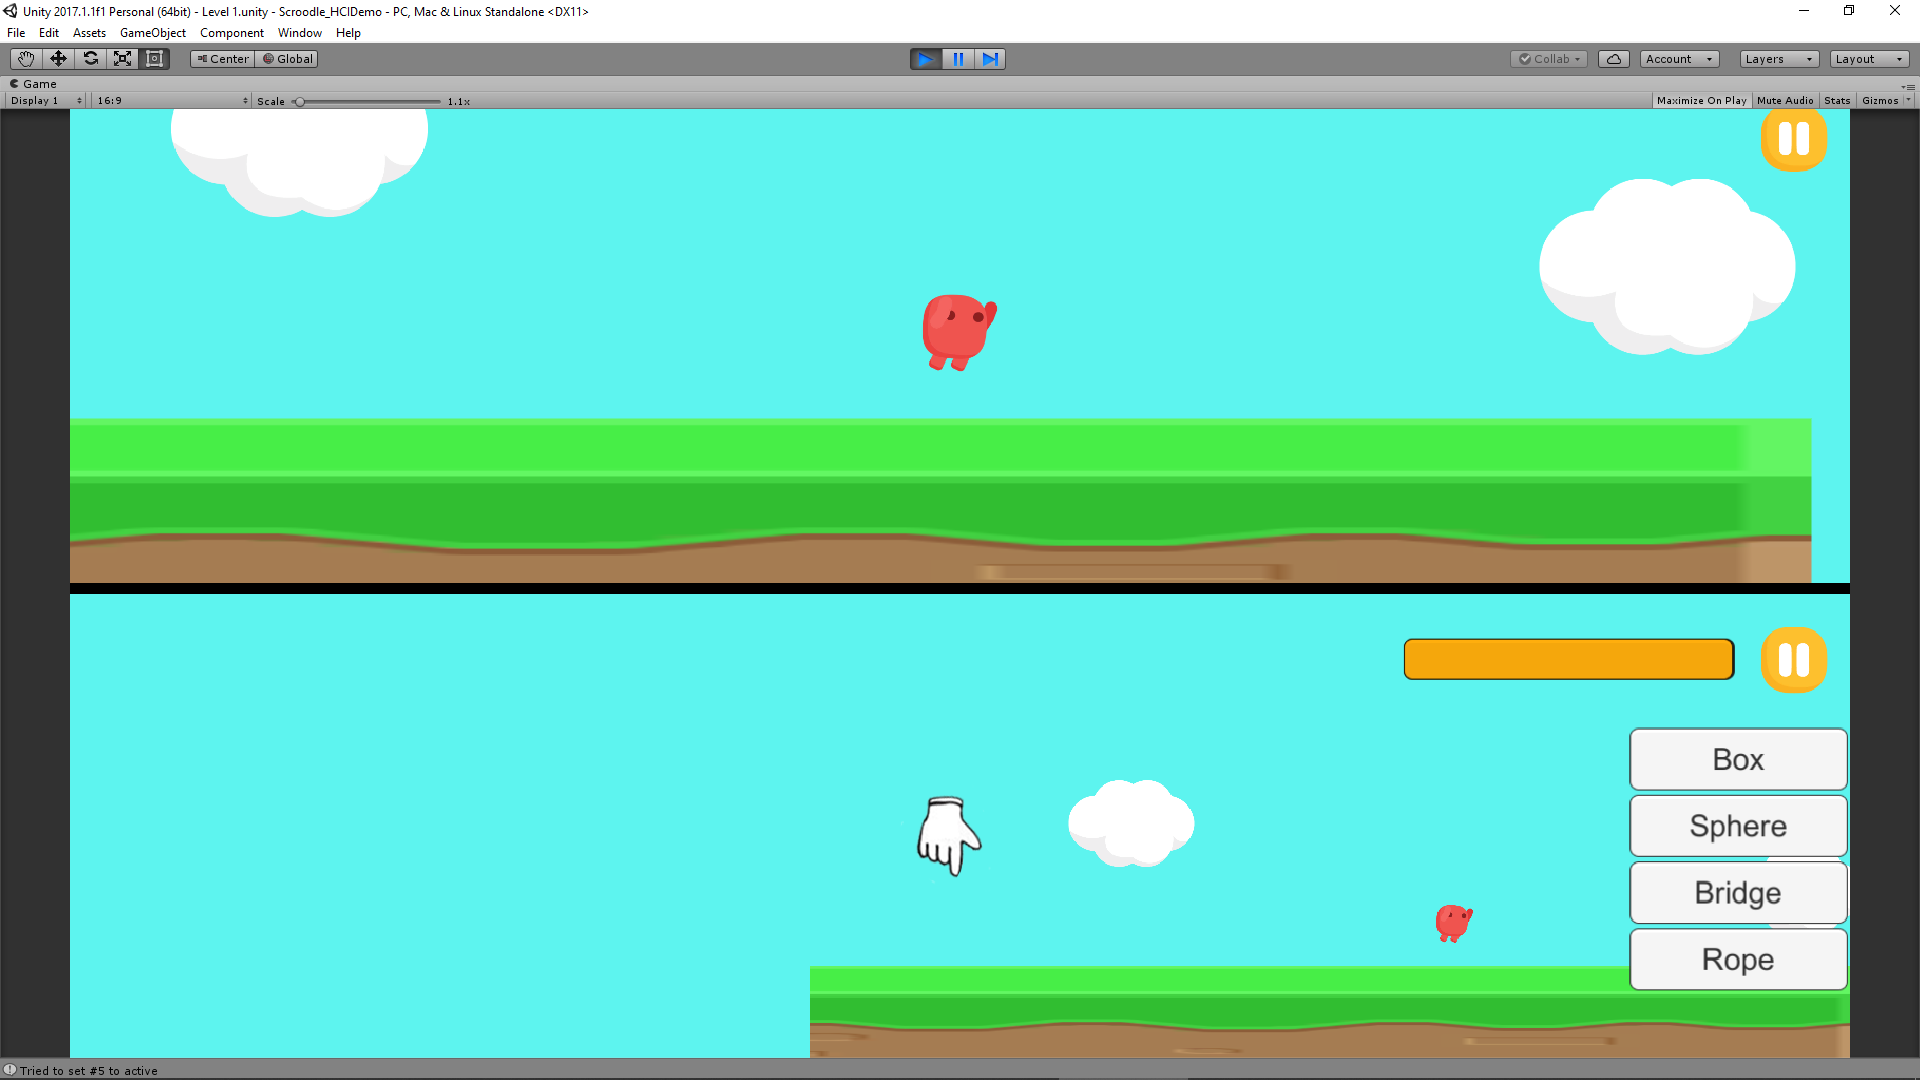 Unity 2017.1.1f1 Personal (64bit) - Level 1.unity - Scroodle_HCIDemo - PC, Mac & Linux Standalone <DX11>
File Edit Assets GameObject Component Window Help
Center Global Collab Account Layers Layout
Game
Display 1 16:9 Scale 1.1x Maximize On Play Mute Audio Stats Gizmos
Box
Sphere
Bridge
Rope
Tried to set #5 to active